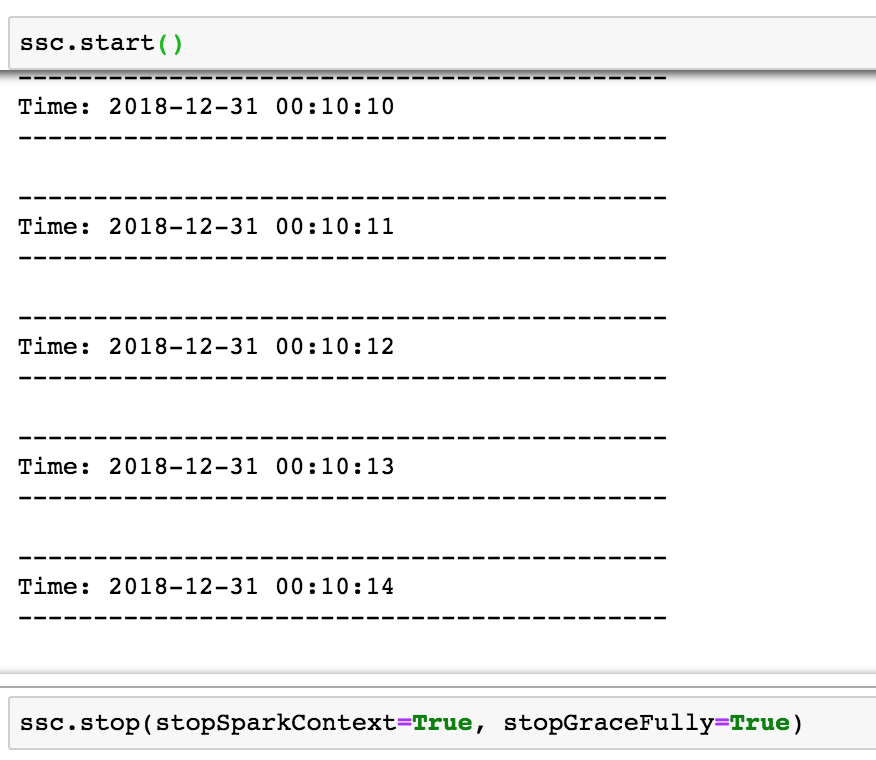 ssc.start()
-------------------------------------------
Time: 2018-12-31 00:10:10
-------------------------------------------
-------------------------------------------
Time: 2018-12-31 00:10:11
-------------------------------------------
-------------------------------------------
Time: 2018-12-31 00:10:12
-------------------------------------------
-------------------------------------------
Time: 2018-12-31 00:10:13
-------------------------------------------
-------------------------------------------
Time: 2018-12-31 00:10:14
-------------------------------------------
ssc.stop(stopSparkContext=True, stopGraceFully=True)